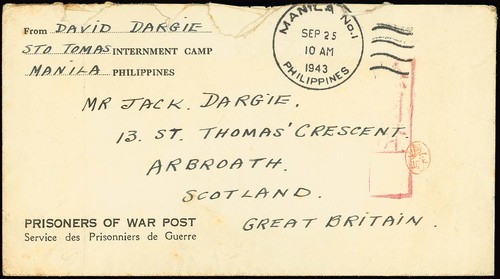 From DAVID DARGIE
STO TOMAS INTERNMENT CAMP
MANILA PHILIPPINES
MANILA No.1
SEP 25
10 AM
1943
PHILIPPINES
MR JACK. DARGIE.
13. ST. THOMAS' CRESCENT.
ARBROATH.
SCOTLAND.
GREAT BRITAIN.
PRISONERS OF WAR POST
Service des Prisonniers de Guerre